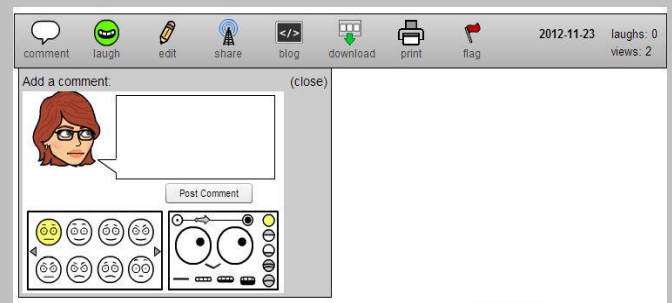 comment laugh edit share blog download print flag 2012-11-23 laughs: 0
views: 2
Add a comment: (close)
Post Comment